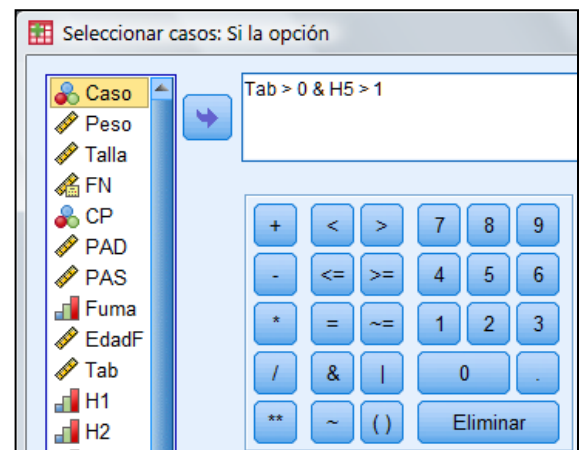 Seleccionar casos: Si la opción
Caso
Peso
Talla
FN
CP
PAD
PAS
Fuma
EdadF
Tab
H1
H2
Tab > 0 & H5 > 1
+ < > 7 8 9
- <= >= 4 5 6
* = ~= 1 2 3
/ & | 0 .
** ~ ( ) Eliminar